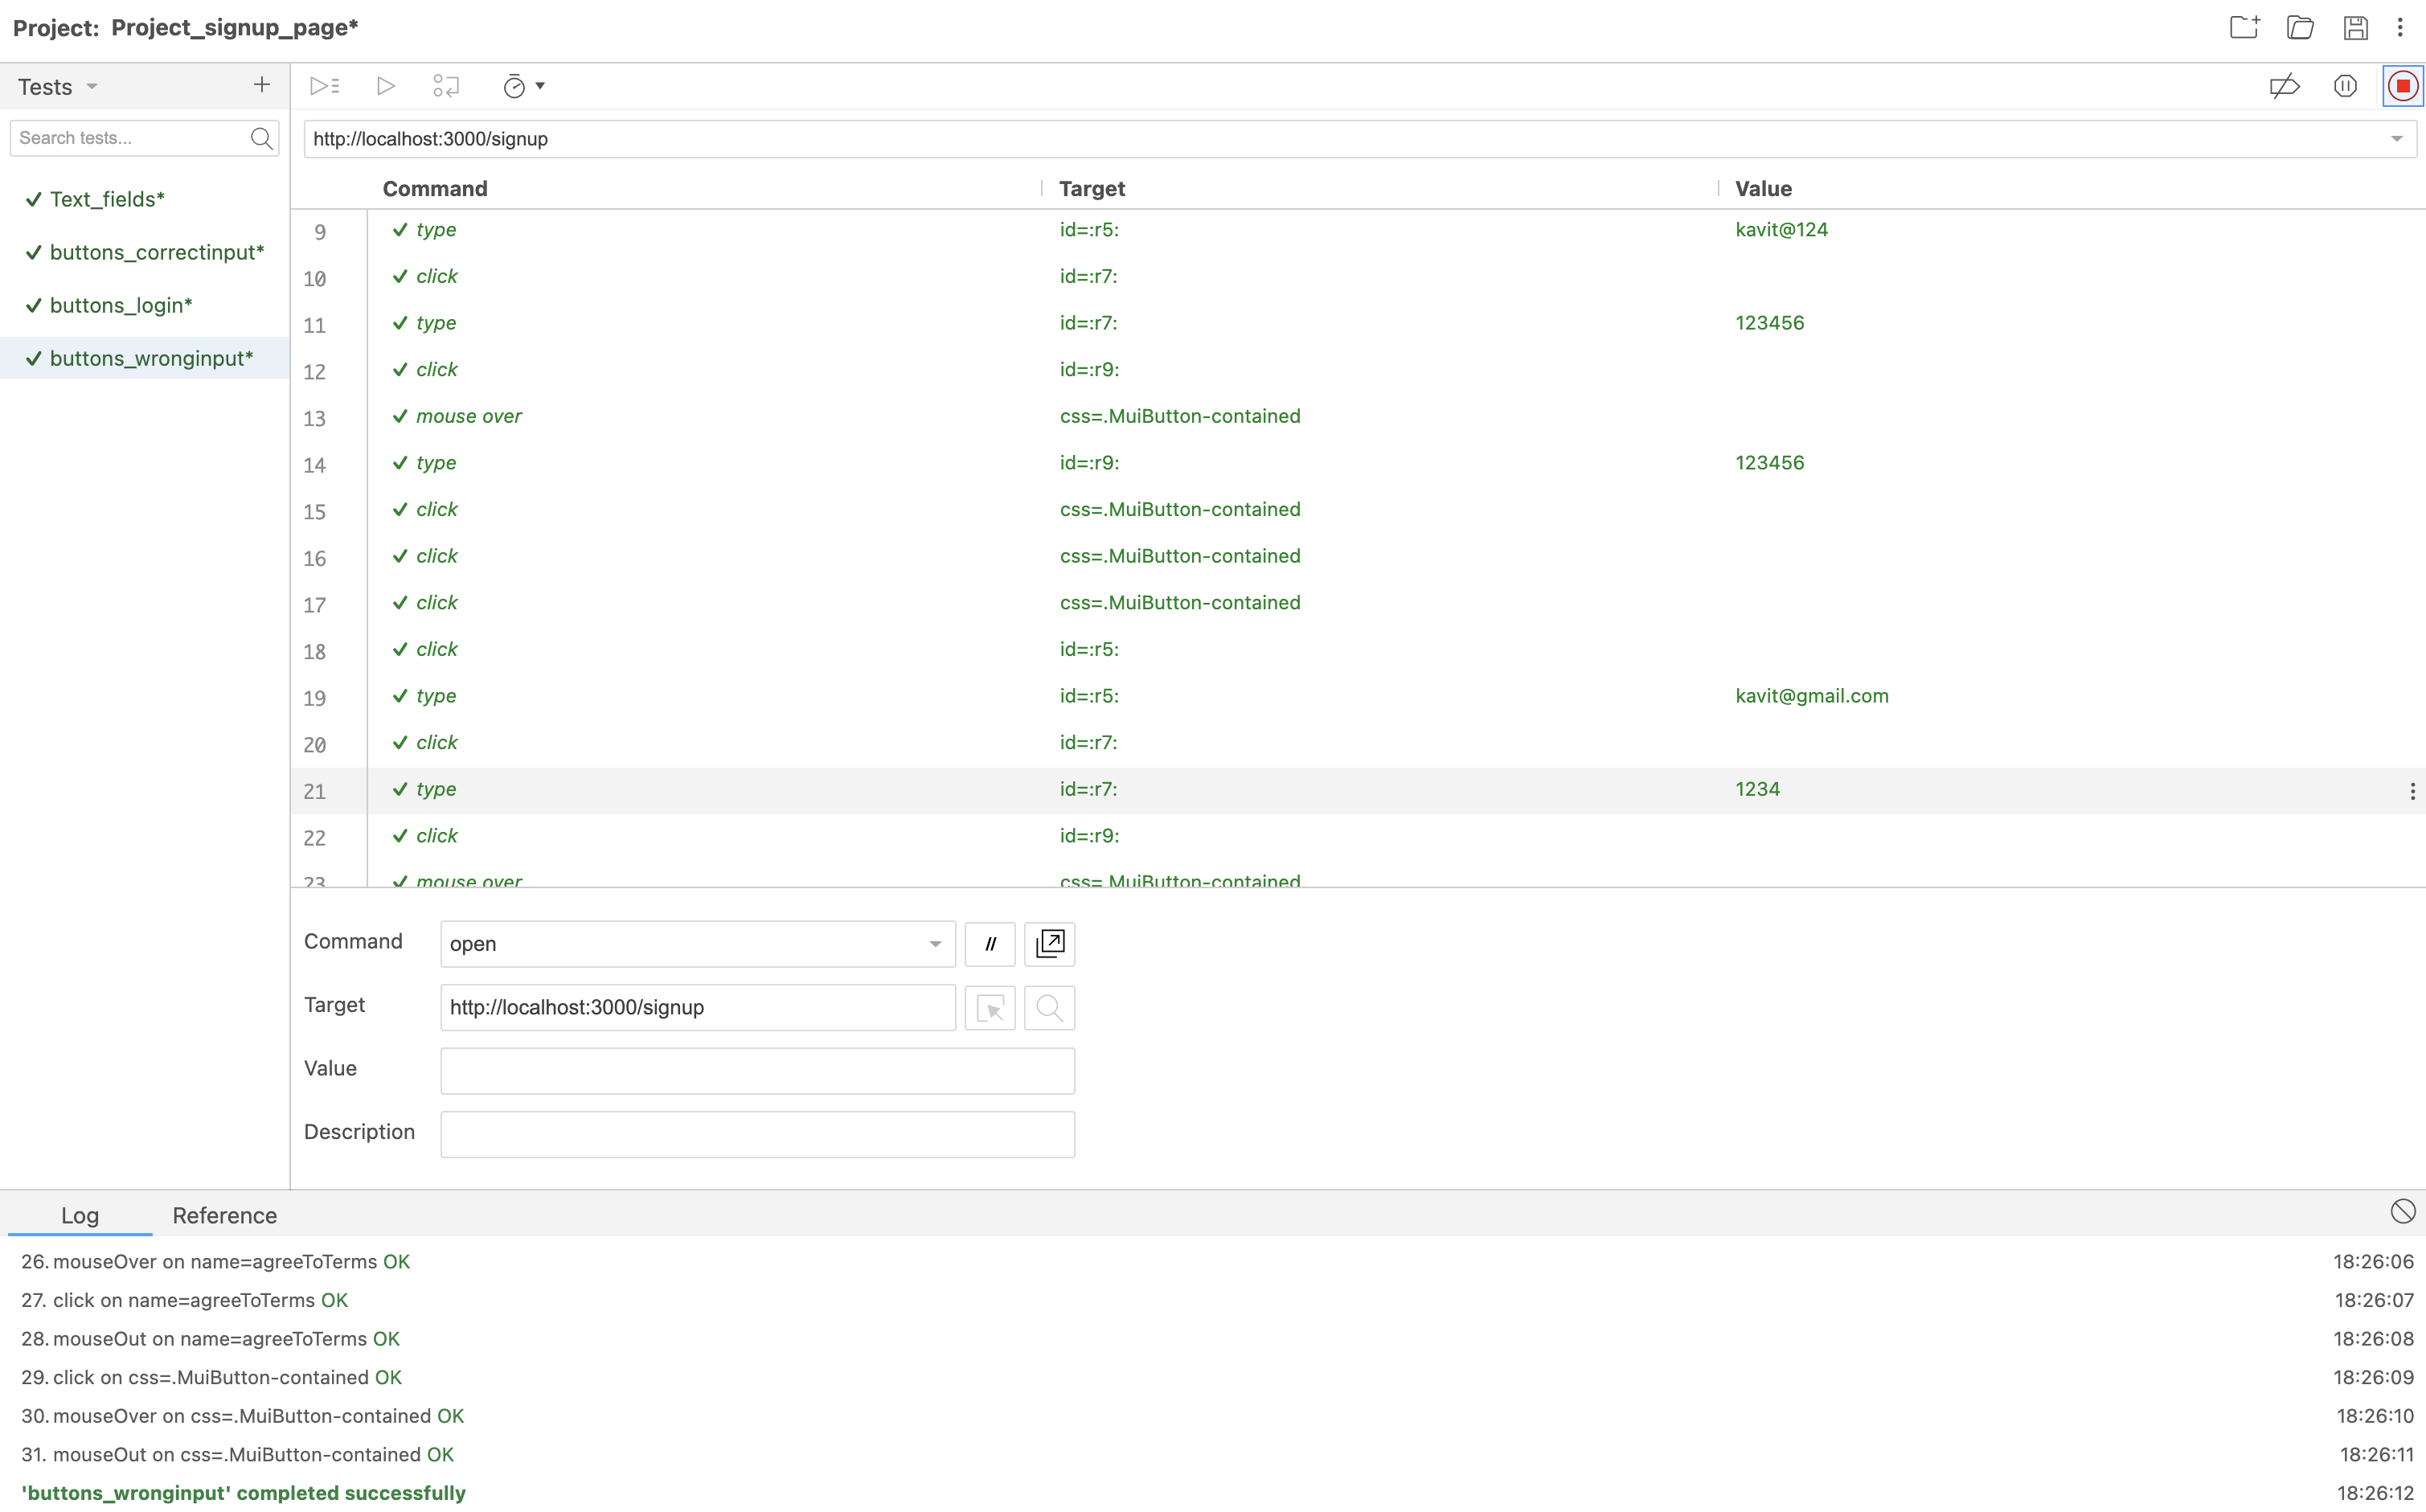 Project: Project_signup_page*
Tests
Search tests...
Text_fields*
buttons_correctinput*
buttons_login*
buttons_wronginput*
http://localhost:3000/signup
Command Target Value
9 type id=:r5: kavit@124
10 click id=:r7:
11 type id=:r7: 123456
12 click id=:r9:
13 mouse over css=.MuiButton-contained
14 type id=:r9: 123456
15 click css=.MuiButton-contained
16 click css=.MuiButton-contained
17 click css=.MuiButton-contained
18 click id=:r5:
19 type id=:r5: kavit@gmail.com
20 click id=:r7:
21 type id=:r7: 1234
22 click id=:r9:
23 mouse over css=.MuiButton-contained
Command open //
Target http://localhost:3000/signup
Value
Description
Log Reference
26. mouseOver on name=agreeToTerms OK 18:26:06
27. click on name=agreeToTerms OK 18:26:07
28. mouseOut on name=agreeToTerms OK 18:26:08
29. click on css=.MuiButton-contained OK 18:26:09
30. mouseOver on css=.MuiButton-contained OK 18:26:10
31. mouseOut on css=.MuiButton-contained OK 18:26:11
'buttons_wronginput' completed successfully 18:26:12